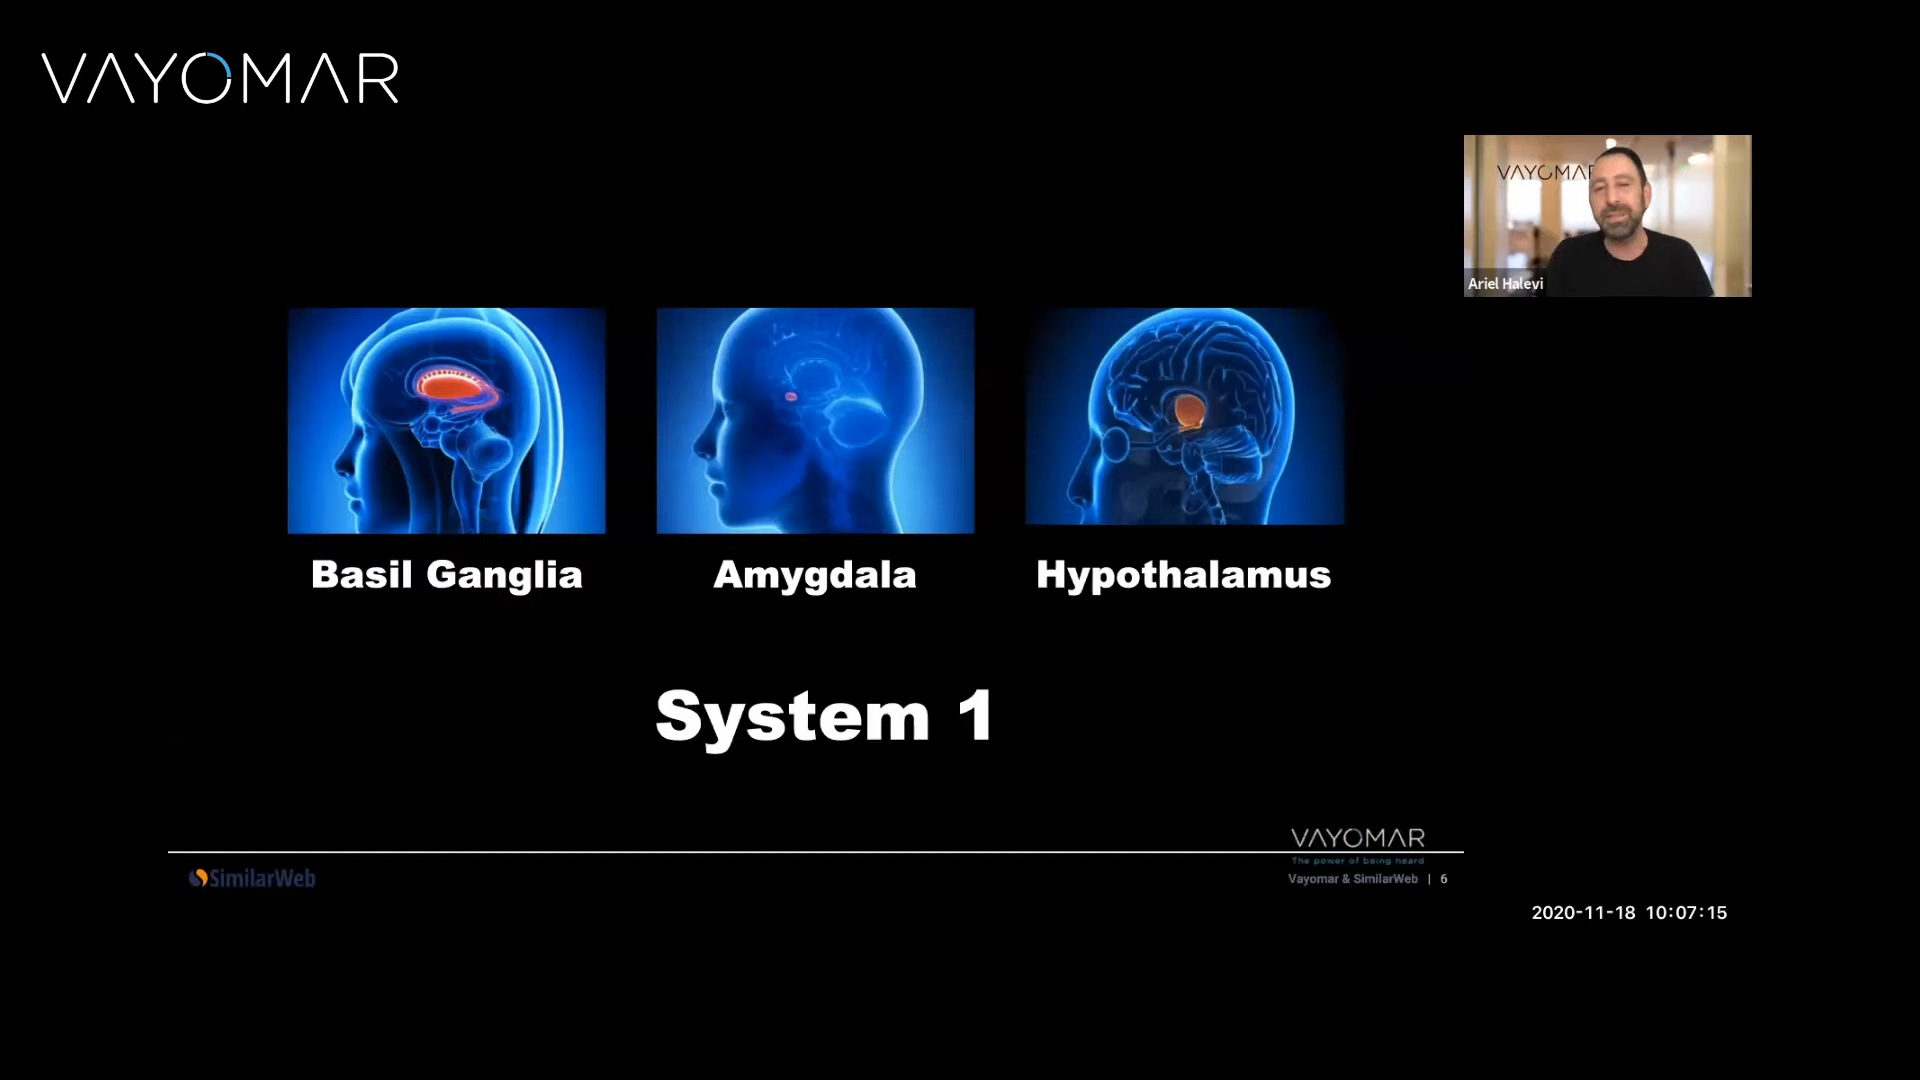 VAYOMAR
VAYOMAR
Ariel Halevi
Basil Ganglia
Amygdala
Hypothalamus
System 1
VAYOMAR
The power of being heard
SimilarWeb
Vayomar & SimilarWeb | 6
2020-11-18 10:07:15